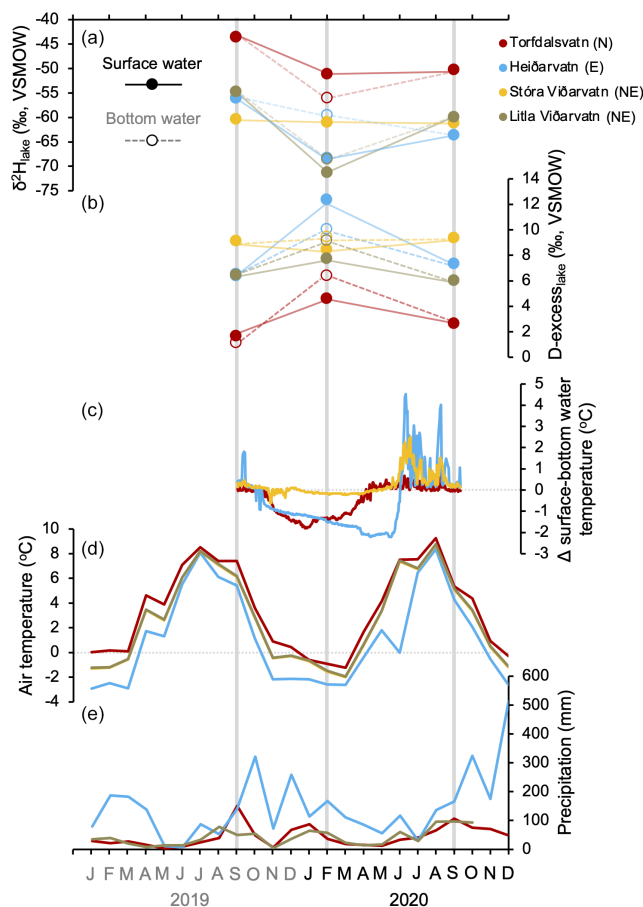 (a)
-40
-45
-50
-55
-60
-65
-70
-75
δ²H_lake (‰, VSMOW)
Surface water
Bottom water
Torfdalsvatn (N)
Heiðarvatn (E)
Stóra Viðarvatn (NE)
Litla Viðarvatn (NE)
(b)
14
12
10
8
6
4
2
0
D-excess_lake (‰, VSMOW)
(c)
5
4
3
2
1
0
-1
-2
-3
Δ surface-bottom water
temperature (°C)
(d)
10
8
6
4
2
0
-2
-4
Air temperature (°C)
(e)
600
500
400
300
200
100
0
Precipitation (mm)
J F M A M J J A S O N D J F M A M J J A S O N D
2019 2020